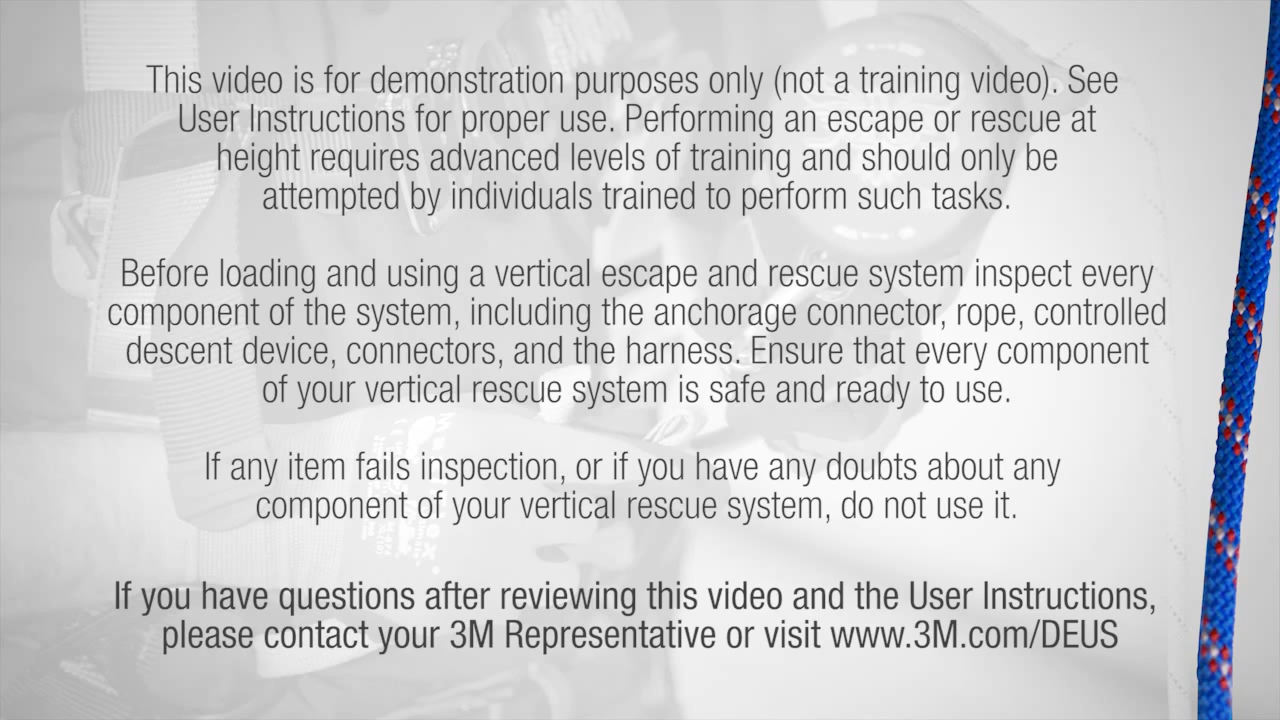 This video is for demonstration purposes only (not a training video). See
User Instructions for proper use. Performing an escape or rescue at
height requires advanced levels of training and should only be
attempted by individuals trained to perform such tasks.
Before loading and using a vertical escape and rescue system inspect every
component of the system, including the anchorage connector, rope, controlled
descent device, connectors, and the harness. Ensure that every component
of your vertical rescue system is safe and ready to use.
If any item fails inspection, or if you have any doubts about any
component of your vertical rescue system, do not use it.
If you have questions after reviewing this video and the User Instructions,
please contact your 3M Representative or visit www.3M.com/DEUS